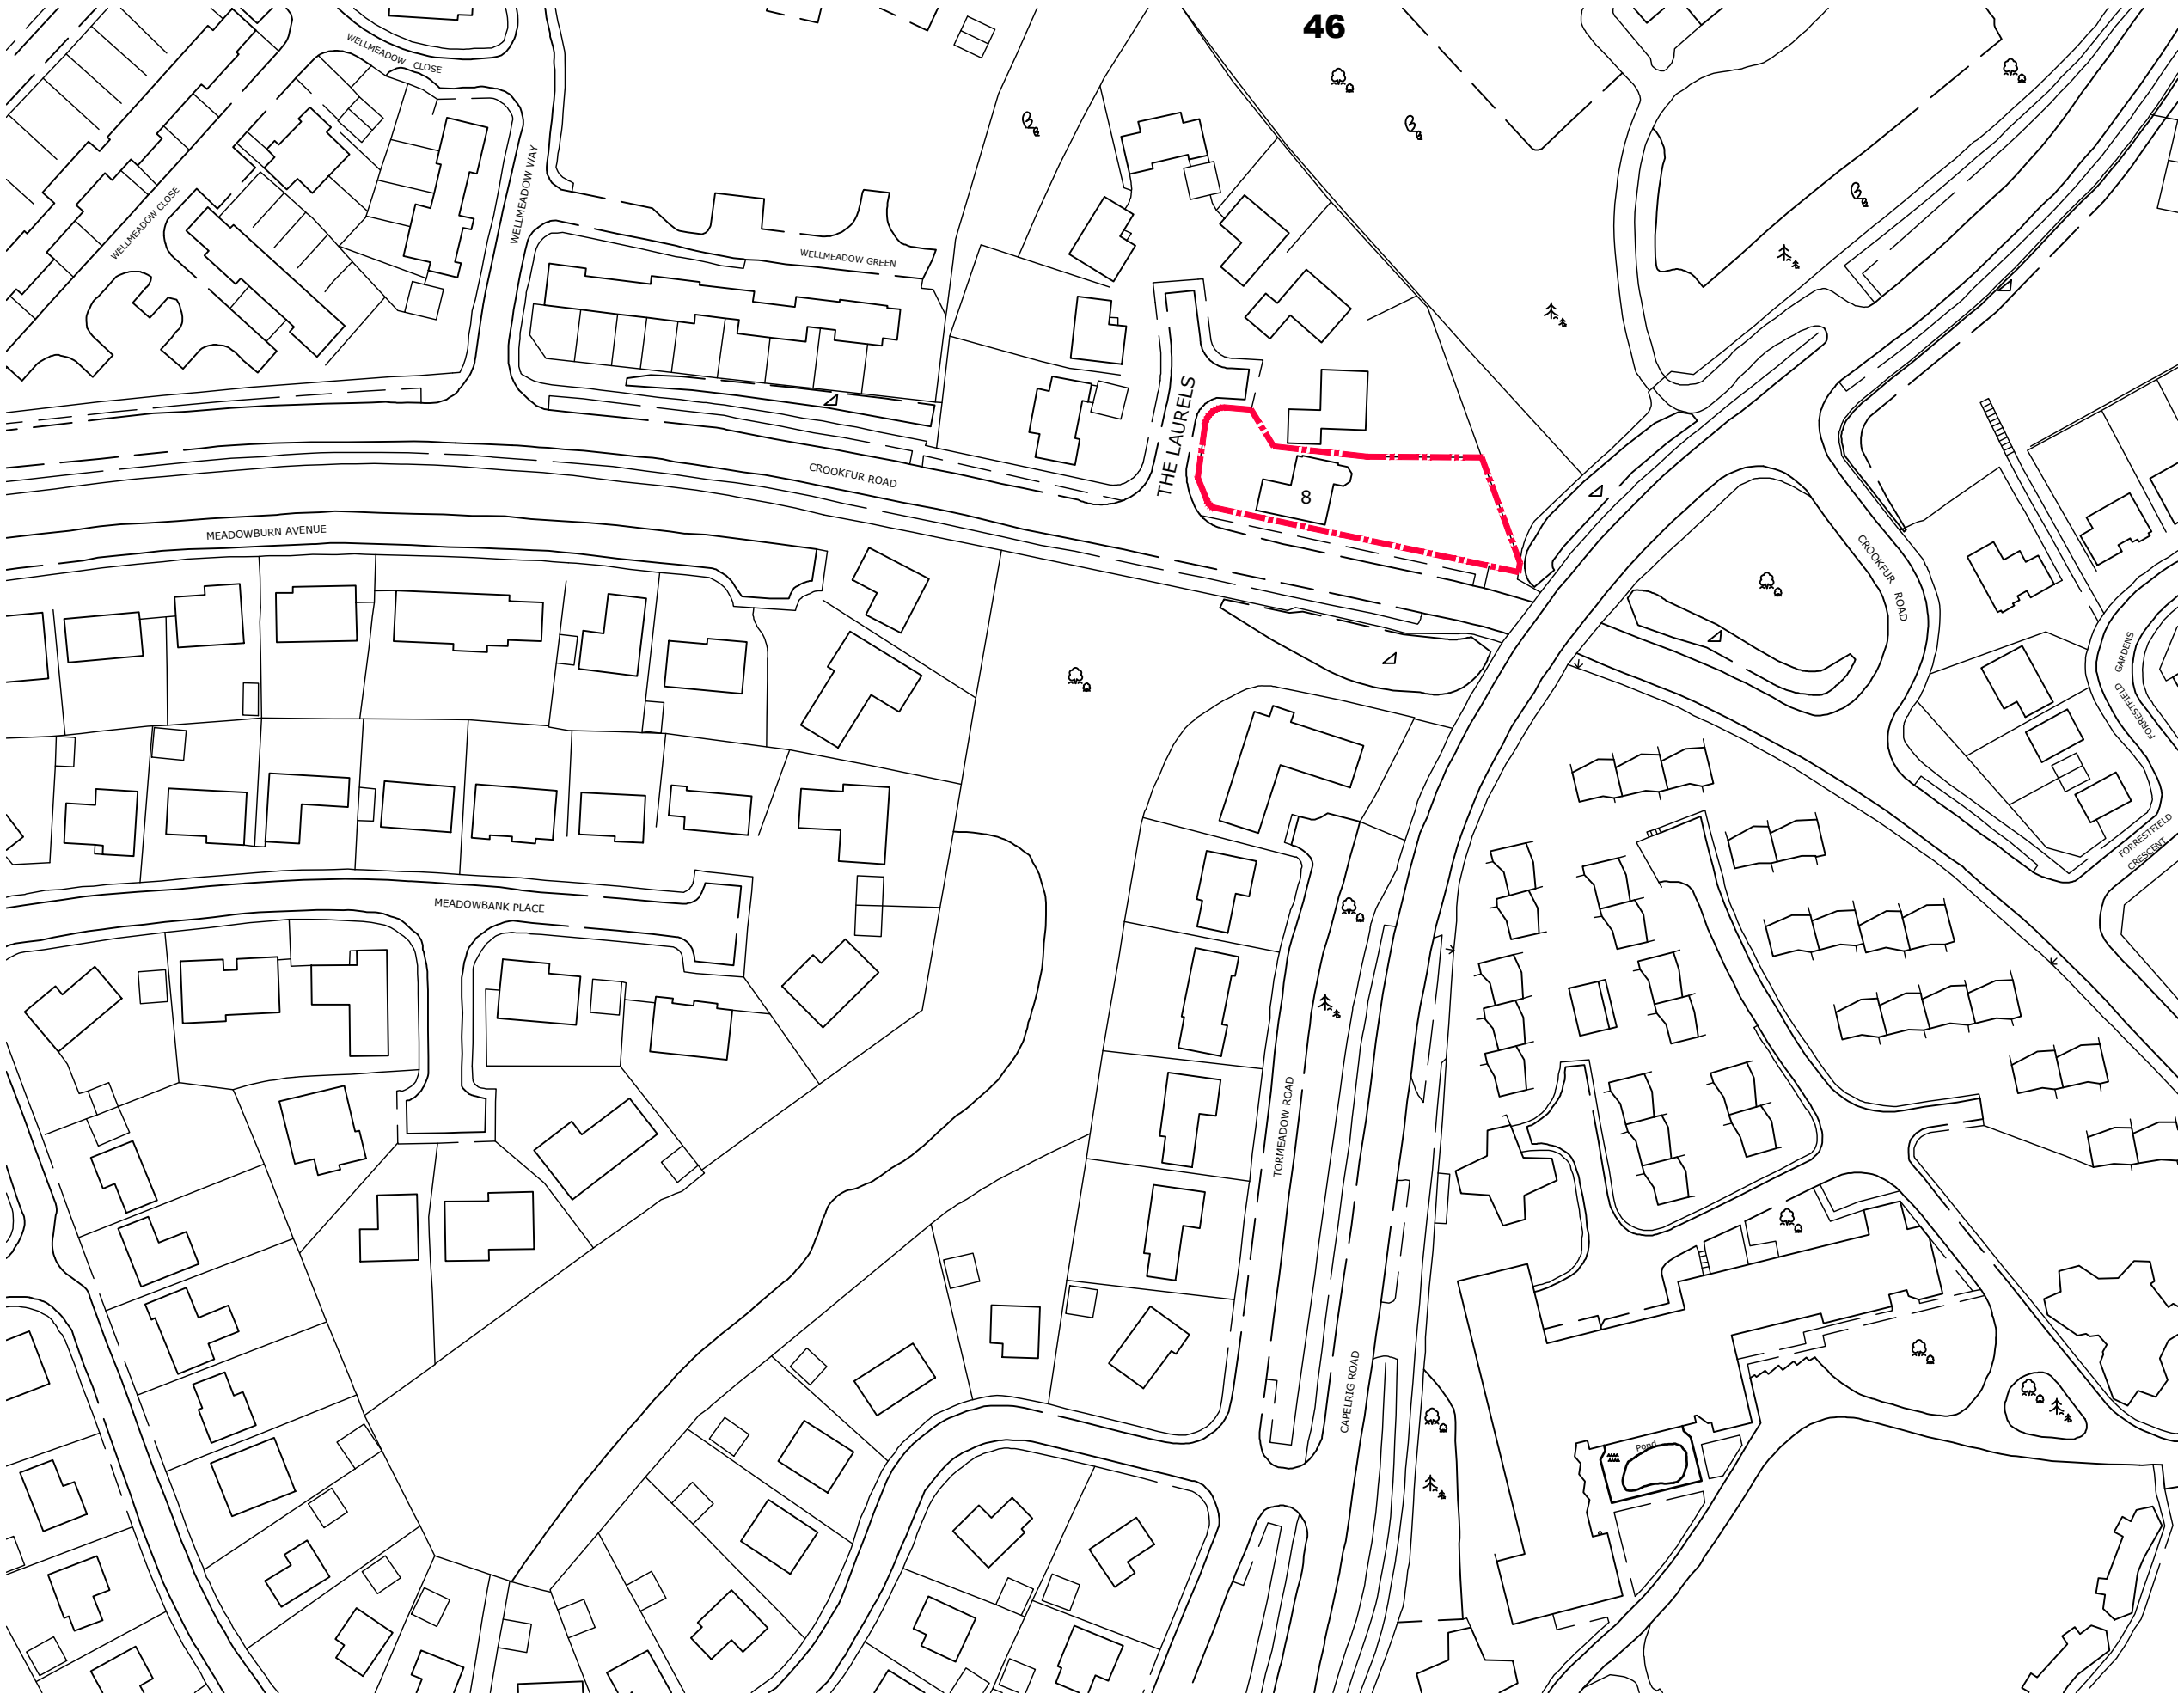 46
WELLMEADOW CLOSE
WELLMEADOW WAY
WELLMEADOW CLOSE
WELLMEADOW GREEN
THE LAURELS
CROOKFUR ROAD
8
MEADOWBURN AVENUE
CROOKFUR ROAD
FORRESTFIELD GARDENS
FORRESTFIELD
CRESCENT
MEADOWBANK PLACE
TORMEADOW ROAD
CAPELRIG ROAD
Pond